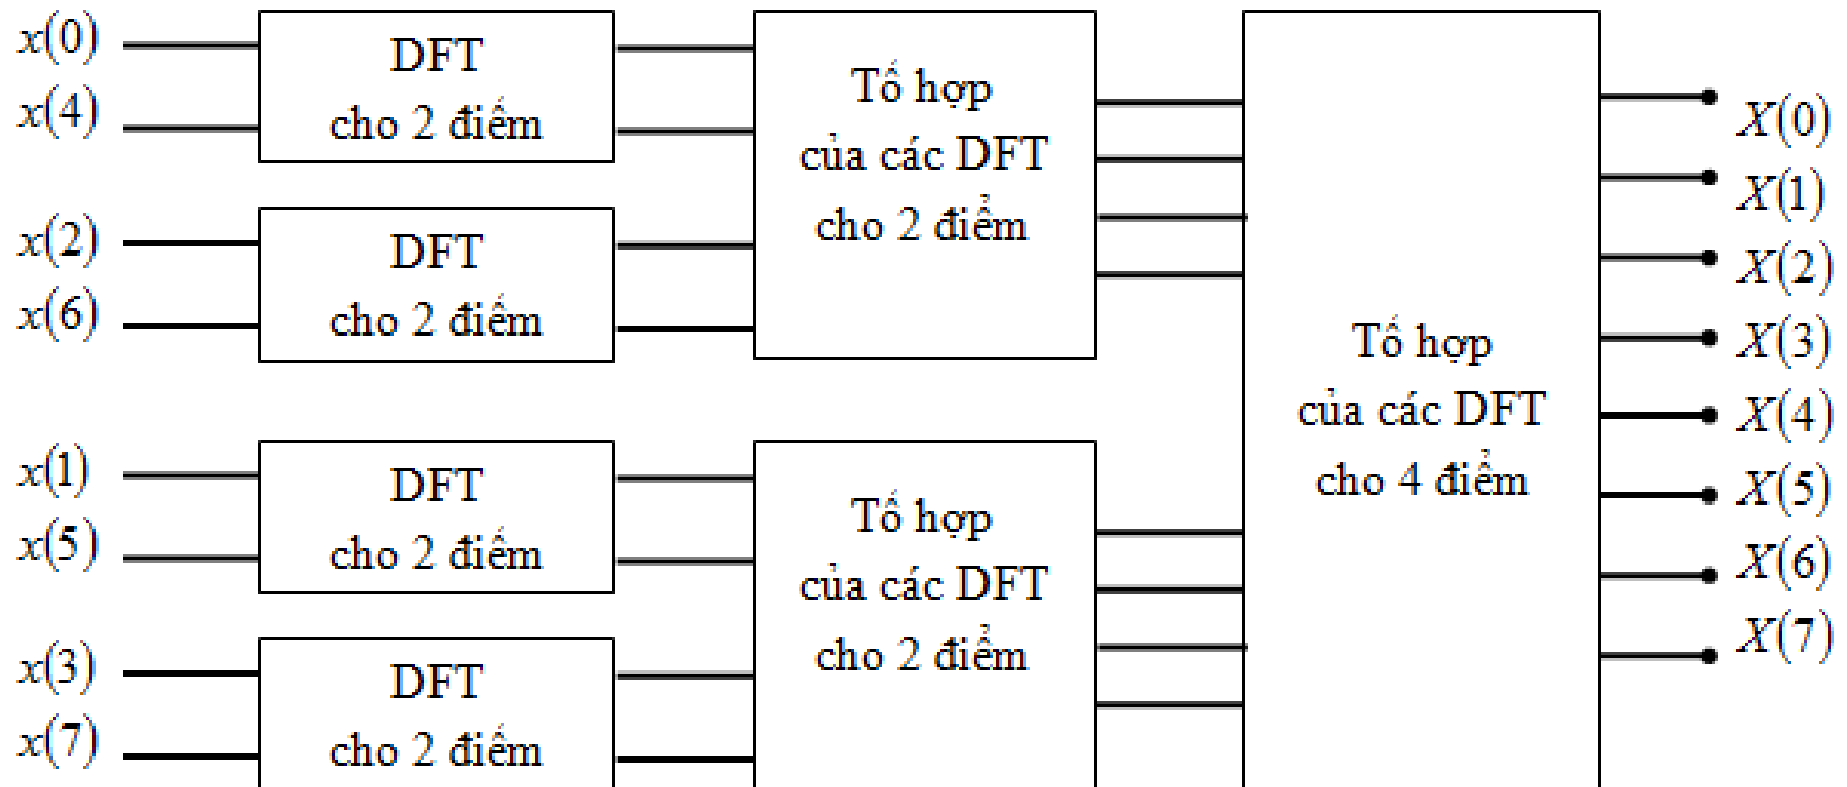 x(0)
x(4)
DFT
cho 2 điểm
x(2)
x(6)
DFT
cho 2 điểm
x(1)
x(5)
DFT
cho 2 điểm
x(3)
x(7)
DFT
cho 2 điểm
Tổ hợp
của các DFT
cho 2 điểm
Tổ hợp
của các DFT
cho 2 điểm
Tổ hợp
của các DFT
cho 4 điểm
X(0)
X(1)
X(2)
X(3)
X(4)
X(5)
X(6)
X(7)